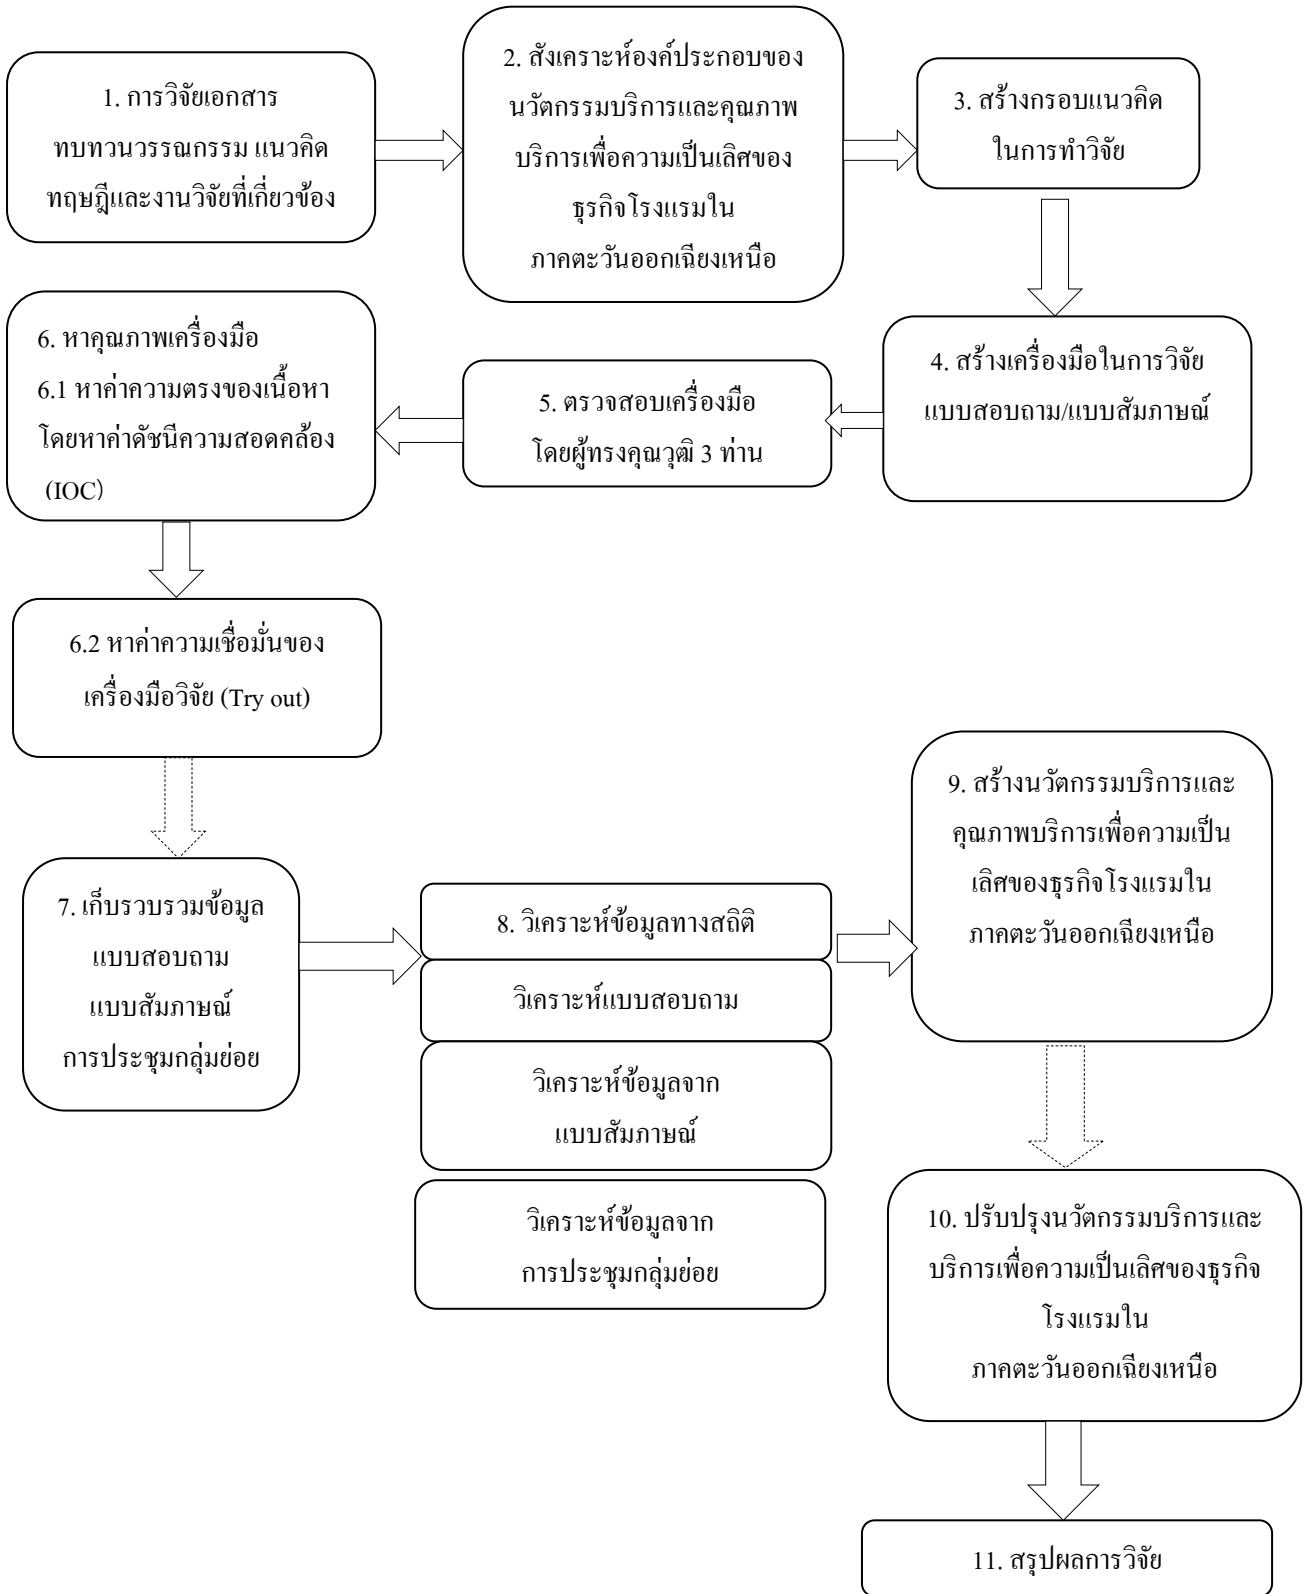 1. การวิจัยเอกสาร
ทบทวนวรรณกรรม แนวคิด
ทฤษฎีและงานวิจัยที่เกี่ยวข้อง
2. สังเคราะห์องค์ประกอบของ
นวัตกรรมบริการและคุณภาพ
บริการเพื่อความเป็นเลิศของ
ธุรกิจโรงแรมใน
ภาคตะวันออกเฉียงเหนือ
3. สร้างกรอบแนวคิด
ในการทำวิจัย
4. สร้างเครื่องมือในการวิจัย
แบบสอบถาม/แบบสัมภาษณ์
5. ตรวจสอบเครื่องมือ
โดยผู้ทรงคุณวุฒิ 3 ท่าน
6. หาคุณภาพเครื่องมือ
6.1 หาค่าความตรงของเนื้อหา
โดยหาค่าดัชนีความสอดคล้อง
(IOC)
6.2 หาค่าความเชื่อมั่นของ
เครื่องมือวิจัย (Try out)
7. เก็บรวบรวมข้อมูล
แบบสอบถาม
แบบสัมภาษณ์
การประชุมกลุ่มย่อย
8. วิเคราะห์ข้อมูลทางสถิติ
วิเคราะห์แบบสอบถาม
วิเคราะห์ข้อมูลจาก
แบบสัมภาษณ์
วิเคราะห์ข้อมูลจาก
การประชุมกลุ่มย่อย
9. สร้างนวัตกรรมบริการและ
คุณภาพบริการเพื่อความเป็น
เลิศของธุรกิจโรงแรมใน
ภาคตะวันออกเฉียงเหนือ
10. ปรับปรุงนวัตกรรมบริการและ
บริการเพื่อความเป็นเลิศของธุรกิจ
โรงแรมใน
ภาคตะวันออกเฉียงเหนือ
11. สรุปผลการวิจัย